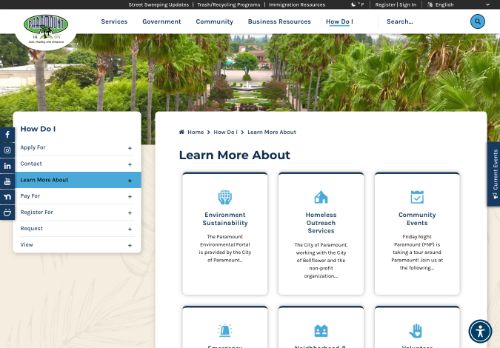 Street Sweeping Updates | Trash/Recycling Programs | Immigration Resources
°F | Register | Sign In | English
PARAMOUNT
Services Government Community Business Resources How Do I Search...
How Do I
Apply For +
Contact +
Learn More About +
Pay For +
Register For +
Request +
View +
Home > How Do I > Learn More About
Learn More About
Environment
Sustainability
The Paramount
Environmental Portal
is provided by the City
of Paramount...
Homeless
Outreach
Services
The City of Paramount,
working with the City
of Bellflower and the
non-profit
organization....
Community
Events
Friday Night
Paramount (FNP) is
taking a tour around
Paramount! Join us at
the following...
Current Events
Emergency
Neighborhood &
Volunteer